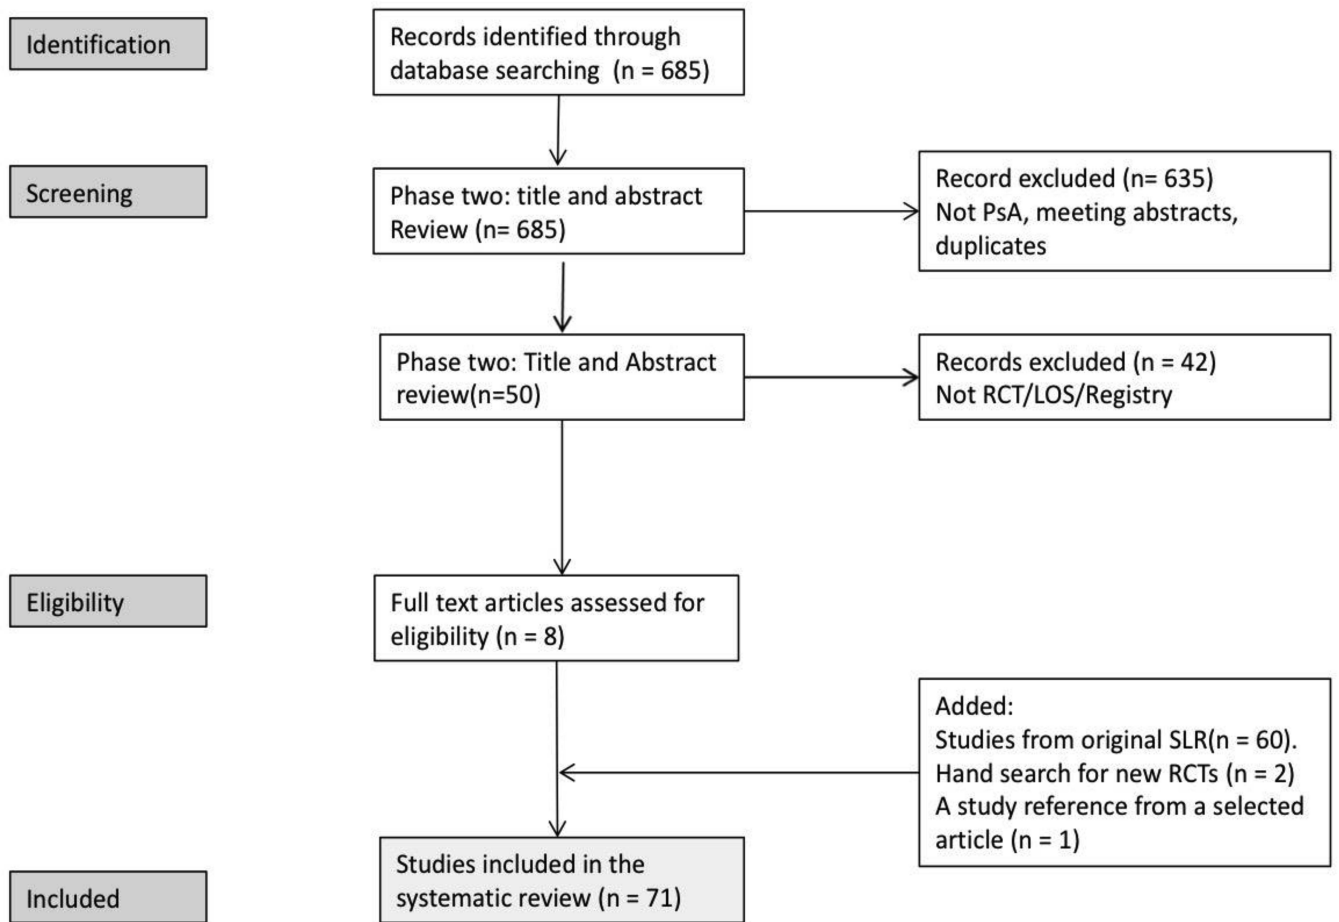 Identification
Records identified through
database searching  (n = 685)
Screening
Phase two: title and abstract
Review (n= 685)
Record excluded (n= 635)
Not PsA, meeting abstracts,
duplicates
Phase two: Title and Abstract
review(n=50)
Records excluded (n = 42)
Not RCT/LOS/Registry
Eligibility
Full text articles assessed for
eligibility (n = 8)
Added:
Studies from original SLR(n = 60).
Hand search for new RCTs (n = 2)
A study reference from a selected
article (n = 1)
Included
Studies included in the
systematic review (n = 71)